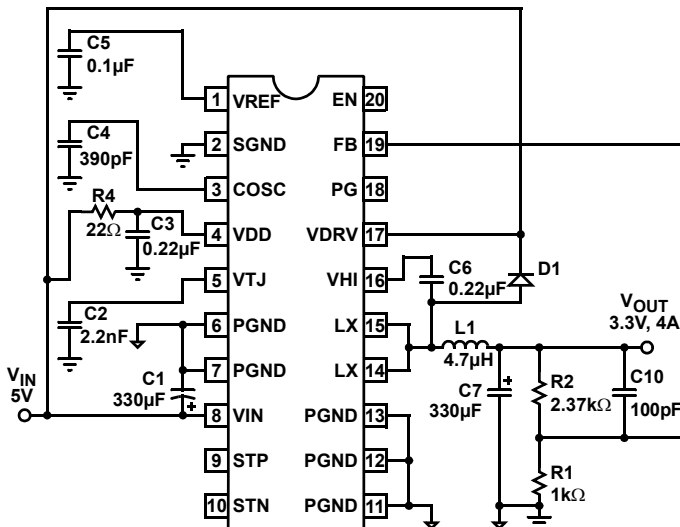 C5
0.1µF
C4
390pF
R4
22Ω
C3
0.22µF
C2
2.2nF
C1
330µF
+
VIN
5V
1 VREF
2 SGND
3 COSC
4 VDD
5 VTJ
6 PGND
7 PGND
8 VIN
9 STP
10 STN
EN 20
FB 19
PG 18
VDRV 17
VHI 16
LX 15
LX 14
PGND 13
PGND 12
PGND 11
C6
0.22µF
D1
L1
4.7µH
VOUT
3.3V, 4A
C7
330µF
+
R2
2.37kΩ
C10
100pF
R1
1kΩ